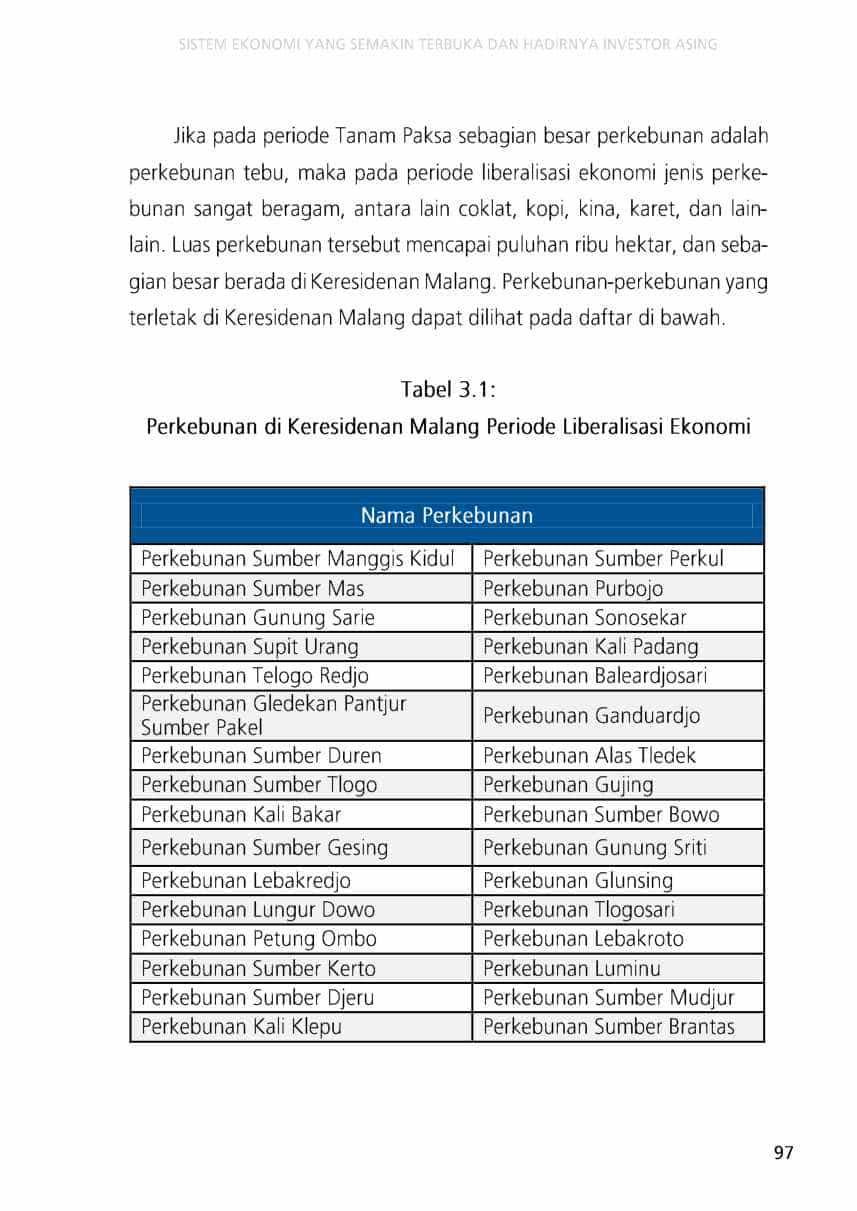 SISTEM EKONOMI YANG SEMAKIN TERBUKA DAN HADIRNYA INVESTOR ASING
Jika pada periode Tanam Paksa sebagian besar perkebunan adalah
perkebunan tebu, maka pada periode liberalisasi ekonomi jenis perke-
bunan sangat beragam, antara lain coklat, kopi, kina, karet, dan lain-
lain. Luas perkebunan tersebut mencapai puluhan ribu hektar, dan seba-
gian besar berada di Keresidenan Malang. Perkebunan-perkebunan yang
terletak di Keresidenan Malang dapat dilihat pada daftar di bawah.
Tabel 3.1:
Perkebunan di Keresidenan Malang Periode Liberalisasi Ekonomi
Nama Perkebunan
Perkebunan Sumber Manggis Kidul Perkebunan Sumber Perkul
Perkebunan Sumber Mas Perkebunan Purbojo
Perkebunan Gunung Sarie Perkebunan Sonosekar
Perkebunan Supit Urang Perkebunan Kali Padang
Perkebunan Telogo Redjo Perkebunan Baleardjosari
Perkebunan Gledekan Pantjur
Sumber Pakel Perkebunan Ganduardjo
Perkebunan Sumber Duren Perkebunan Alas Tledek
Perkebunan Sumber Tlogo Perkebunan Gujing
Perkebunan Kali Bakar Perkebunan Sumber Bowo
Perkebunan Sumber Gesing Perkebunan Gunung Sriti
Perkebunan Lebakredjo Perkebunan Glunsing
Perkebunan Lungur Dowo Perkebunan Tlogosari
Perkebunan Petung Ombo Perkebunan Lebakroto
Perkebunan Sumber Kerto Perkebunan Luminu
Perkebunan Sumber Djeru Perkebunan Sumber Mudjur
Perkebunan Kali Klepu Perkebunan Sumber Brantas
97